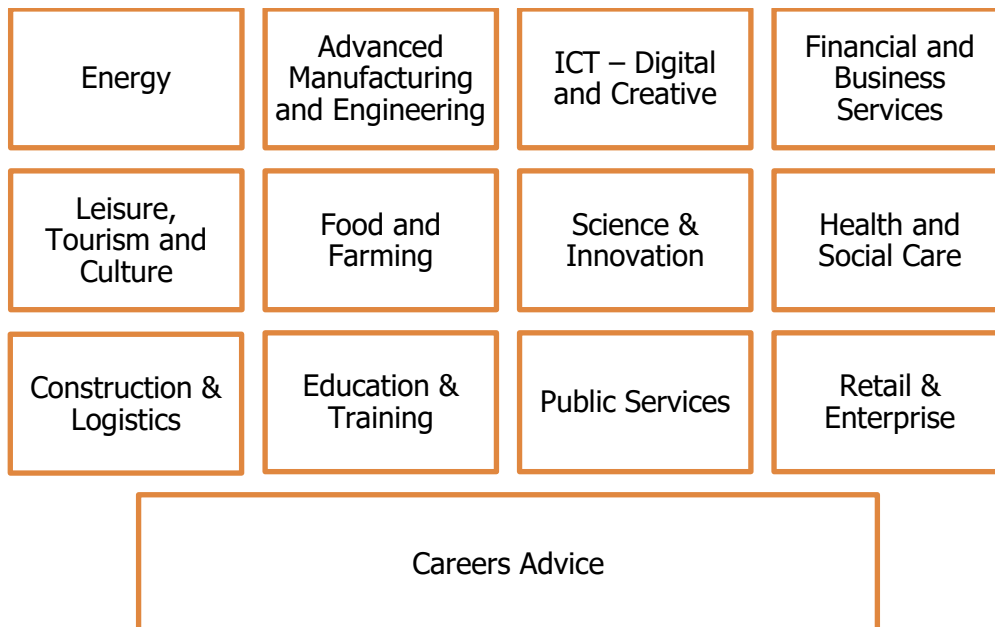 Energy
Advanced
Manufacturing
and Engineering
ICT – Digital
and Creative
Financial and
Business
Services
Leisure,
Tourism and
Culture
Food and
Farming
Science &
Innovation
Health and
Social Care
Construction &
Logistics
Education &
Training
Public Services
Retail &
Enterprise
Careers Advice